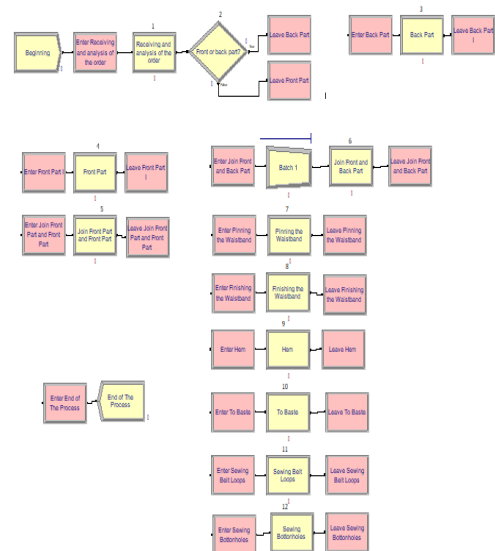 1
2
3
Beginning
Enter Receiving
and analysis of
the order
Receiving and
analysis of the
order
Front or back part?
True
False
Leave Back Part
Leave Front Part
Enter Back Part
Back Part
Leave Back Part
1
4
Enter Front Part
Front Part
Leave Front Part
1
5
Enter Join Front
Part and Front
Part
Join Front Part
and Front Part
Leave Join Front
Part and Front
Part
6
Enter Join Front
and Back Part
Batch 1
Join Front and
Back Part
Leave Join Front
and Back Part
7
Enter Pinning
the Waistband
Pinning the
Waistband
Leave Pinning
the Waistband
8
Enter Finishing
the Waistband
Finishing the
Waistband
Leave Finishing
the Waistband
9
Enter Hem
Hem
Leave Hem
Enter End of
The Process
End of The
Process
10
Enter To Baste
To Baste
Leave To Baste
11
Enter Sewing
Belt Loops
Sewing Belt
Loops
Leave Sewing
Belt Loops
12
Enter Sewing
Bottonholes
Sewing
Bottonholes
Leave Sewing
Bottonholes